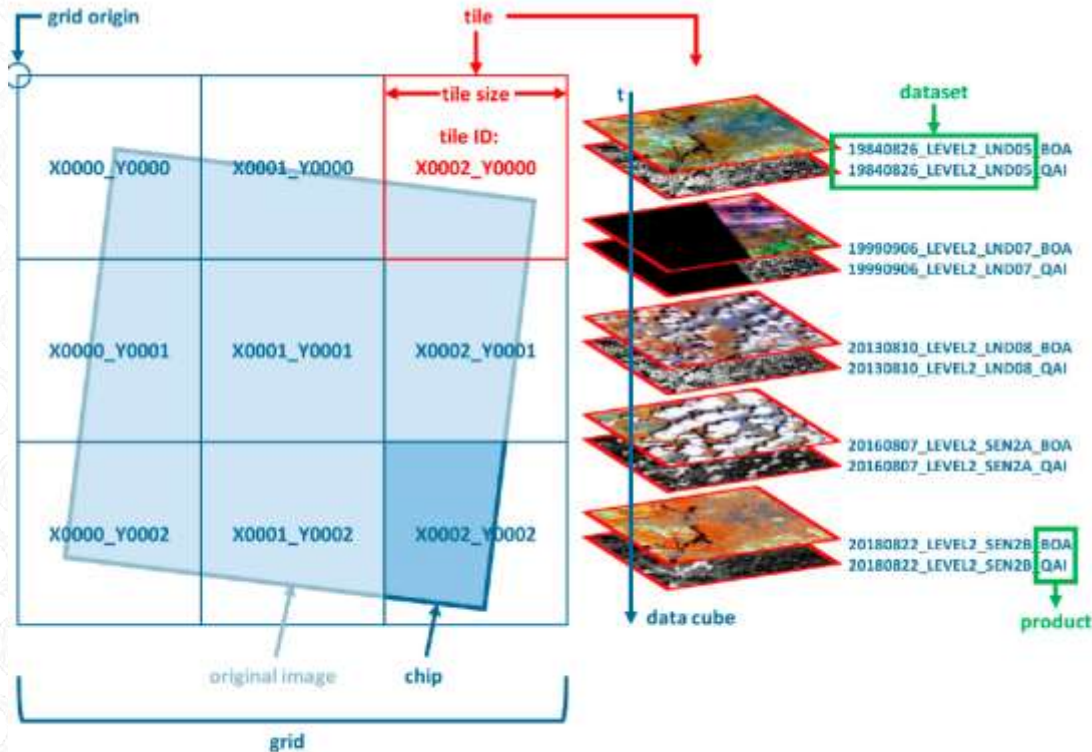 grid origin
tile
tile size
tile ID:
X0000_Y0000
X0001_Y0000
X0002_Y0000
X0000_Y0001
X0001_Y0001
X0002_Y0001
X0000_Y0002
X0001_Y0002
X0002_Y0002
original image
chip
grid
t
dataset
19840826_LEVEL2_LND05_BOA
19840826_LEVEL2_LND05_QAI
19990906_LEVEL2_LND07_BOA
19990906_LEVEL2_LND07_QAI
20130810_LEVEL2_LND08_BOA
20130810_LEVEL2_LND08_QAI
20160807_LEVEL2_SEN2A_BOA
20160807_LEVEL2_SEN2A_QAI
20180822_LEVEL2_SEN2B_BOA
20180822_LEVEL2_SEN2B_QAI
data cube
product